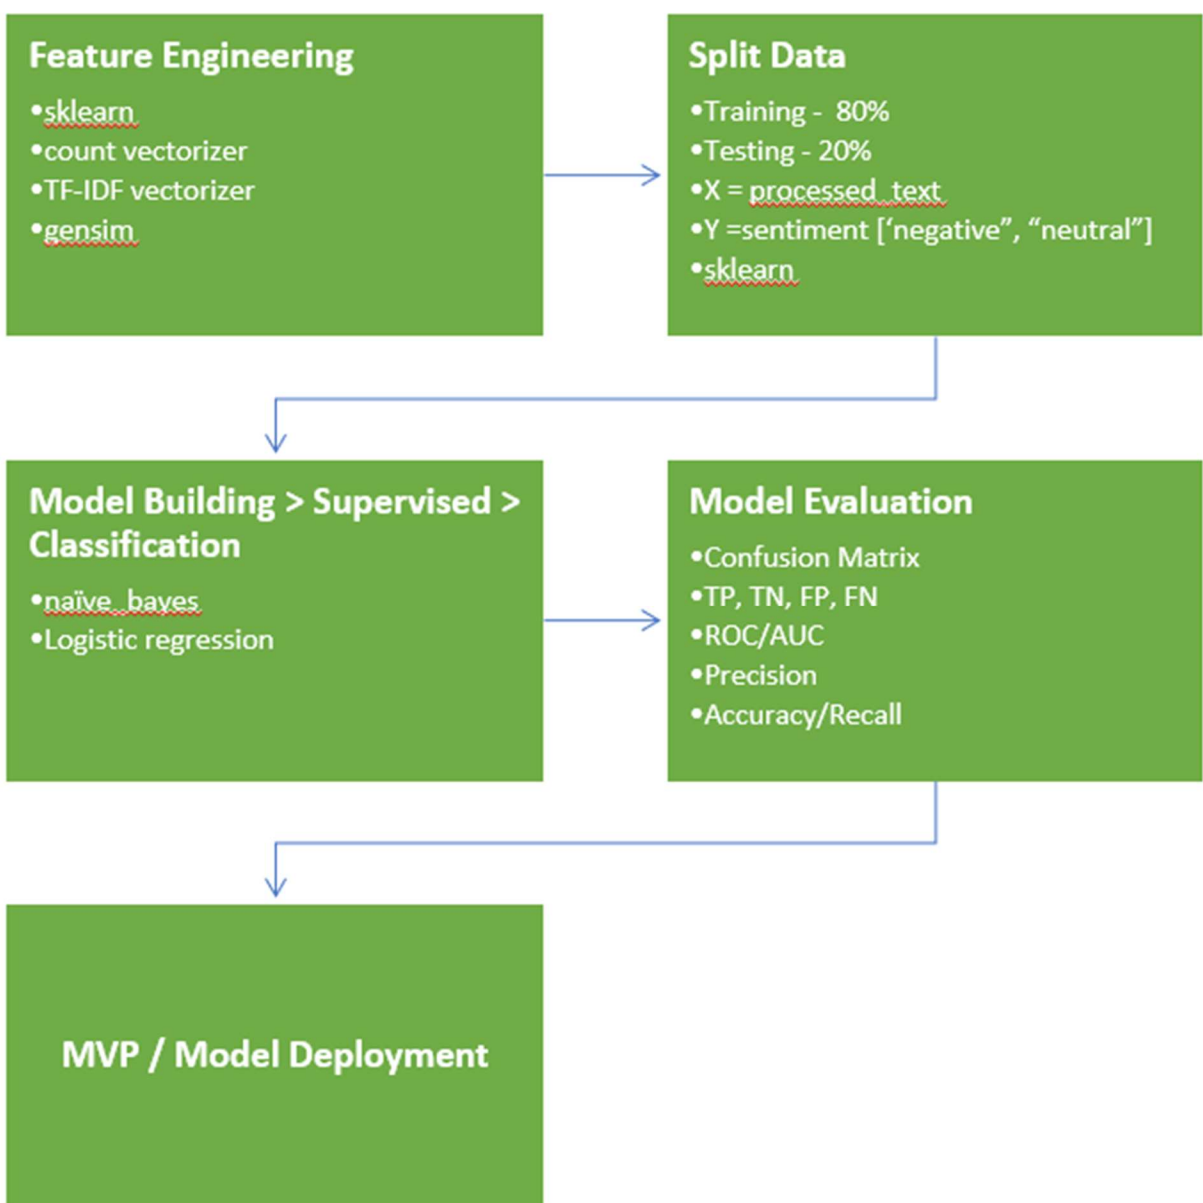 Feature Engineering
•sklearn
•count vectorizer
•TF-IDF vectorizer
•gensim
Split Data
•Training -  80%
•Testing - 20%
•X = processed_text
•Y =sentiment [‘negative”, “neutral”]
•sklearn
Model Building > Supervised >
Classification
•naïve_bayes
•Logistic regression
Model Evaluation
•Confusion Matrix
•TP, TN, FP, FN
•ROC/AUC
•Precision
•Accuracy/Recall
MVP / Model Deployment